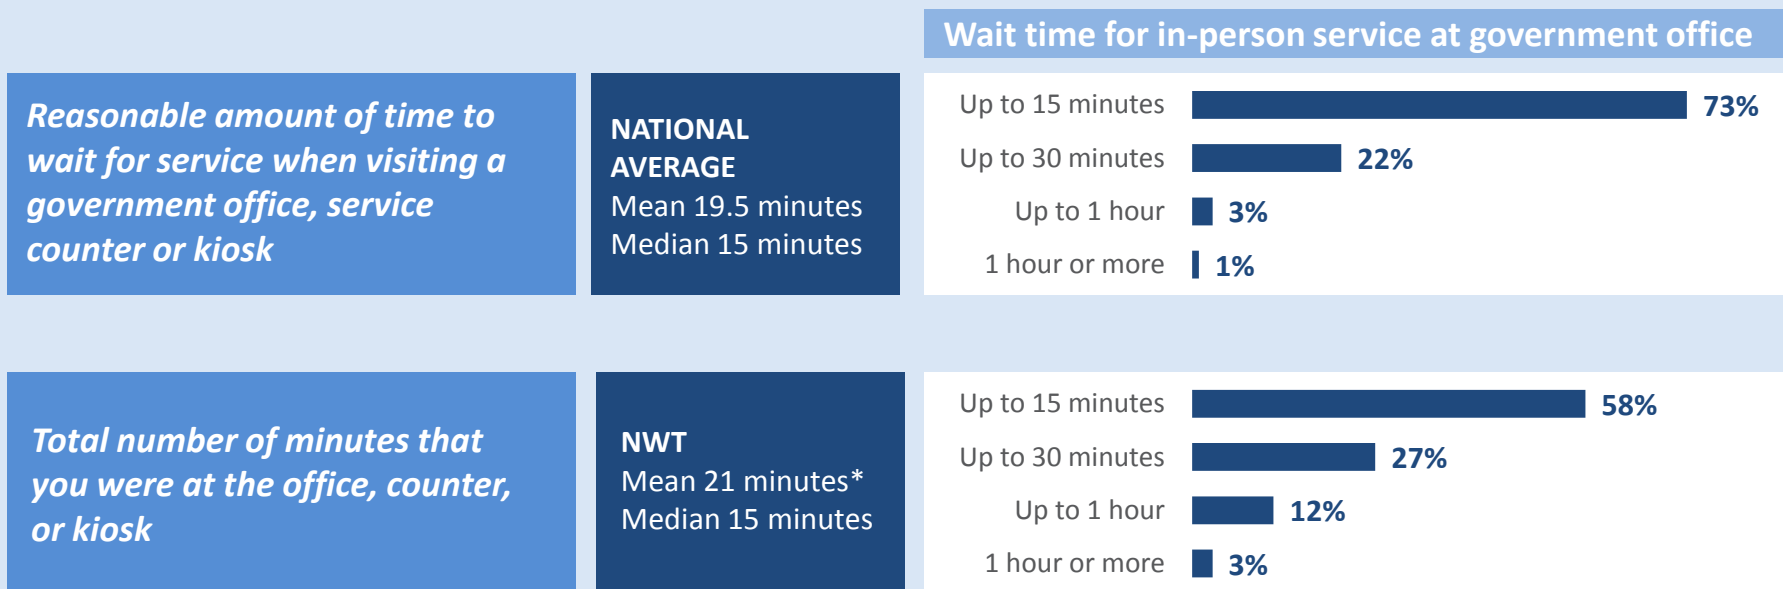 Wait time for in-person service at government office
Reasonable amount of time to
wait for service when visiting a
government office, service
counter or kiosk
NATIONAL
AVERAGE
Mean 19.5 minutes
Median 15 minutes
Up to 15 minutes 73%
Up to 30 minutes 22%
Up to 1 hour 3%
1 hour or more 1%
Total number of minutes that
you were at the office, counter,
or kiosk
NWT
Mean 21 minutes*
Median 15 minutes
Up to 15 minutes 58%
Up to 30 minutes 27%
Up to 1 hour 12%
1 hour or more 3%